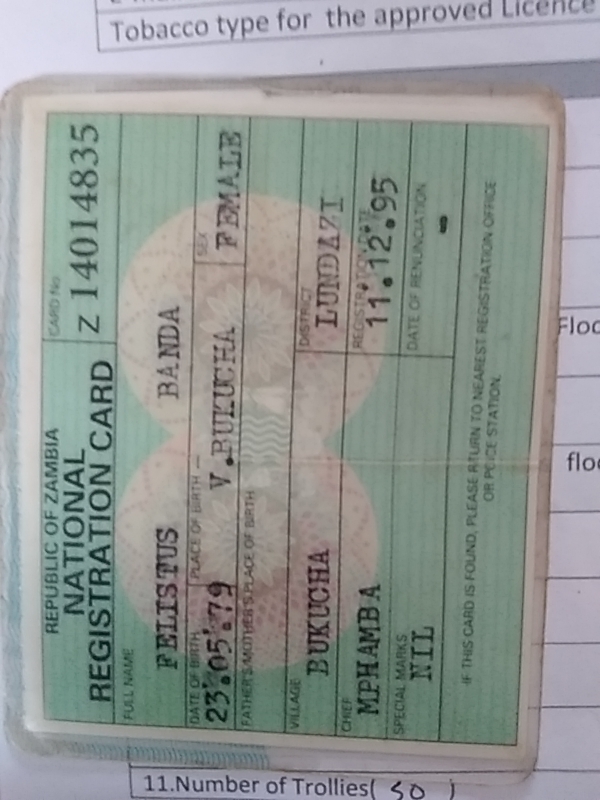 Tobacco type for the approved Licence
REPUBLIC OF ZAMBIA
NATIONAL
REGISTRATION CARD
CARD No.
Z 14014835
FULL NAME
FELISTUS BANDA
DATE OF BIRTH
23.05.79
PLACE OF BIRTH
V.BUKUCHA
SEX
FEMALE
FATHER'S/MOTHER'S PLACE OF BIRTH
VILLAGE
BUKUCHA
DISTRICT
LUNDAZI
CHIEF
MPHAMBA
REGISTRATION DATE
11.12.95
SPECIAL MARKS
NIL
DATE OF RENUNCIATION
-
IF THIS CARD IS FOUND, PLEASE RTURN TO NEAREST REGISTRATION OFFICE
OR POLICE STATION.
Floo
floo
11.Number of Trollies( 50 )